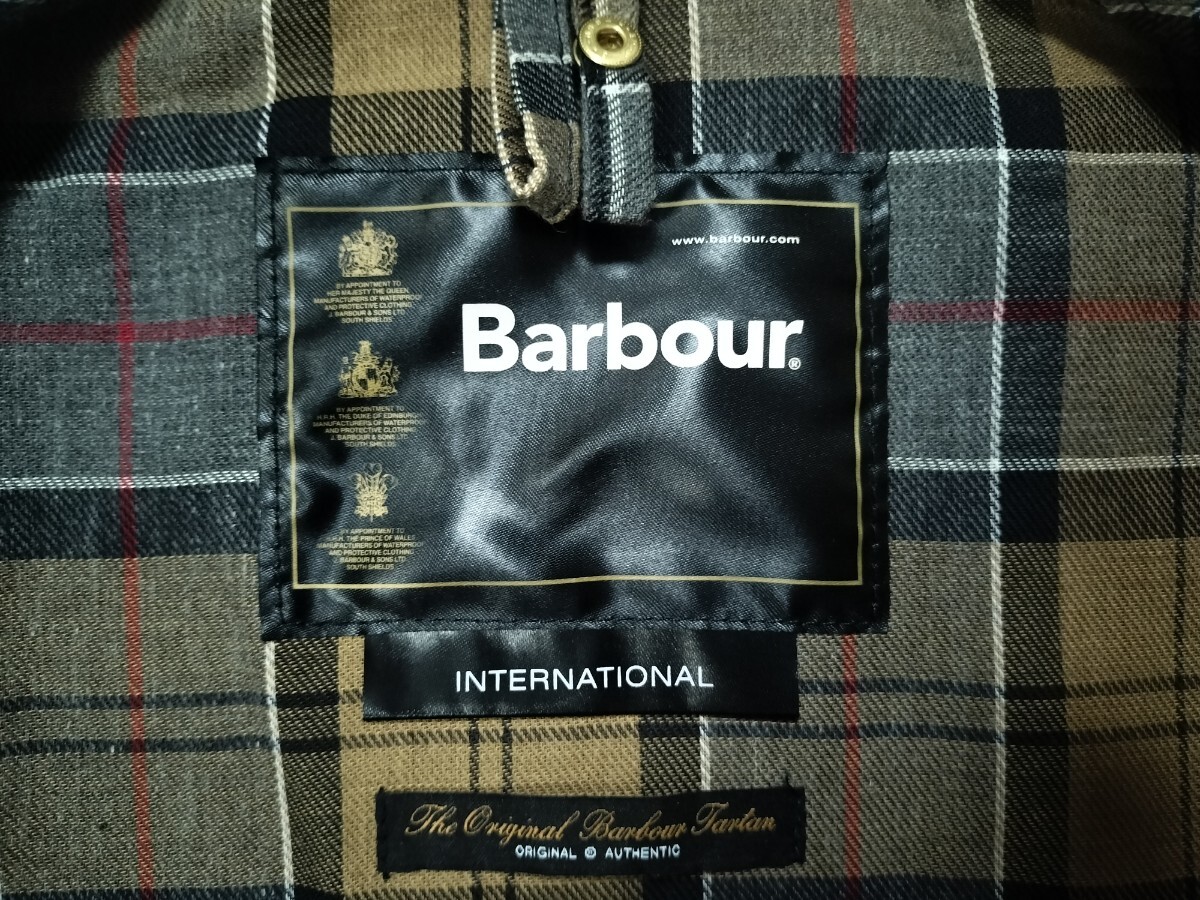 www.barbour.com
BY APPOINTMENT TO
HER MAJESTY THE QUEEN
MANUFACTURERS OF WATERPROOF
AND PROTECTIVE CLOTHING
J. BARBOUR & SONS LTD
SOUTH SHIELDS
Barbour®
BY APPOINTMENT TO
H.R.H. THE DUKE OF EDINBURGH
MANUFACTURERS OF WATERPROOF
AND PROTECTIVE CLOTHING
J. BARBOUR & SONS LTD
SOUTH SHIELDS
BY APPOINTMENT TO
H.R.H. THE PRINCE OF WALES
MANUFACTURERS OF WATERPROOF
AND PROTECTIVE CLOTHING
J. BARBOUR & SONS LTD
SOUTH SHIELDS
INTERNATIONAL
The Original Barbour Tartan
ORIGINAL © AUTHENTIC